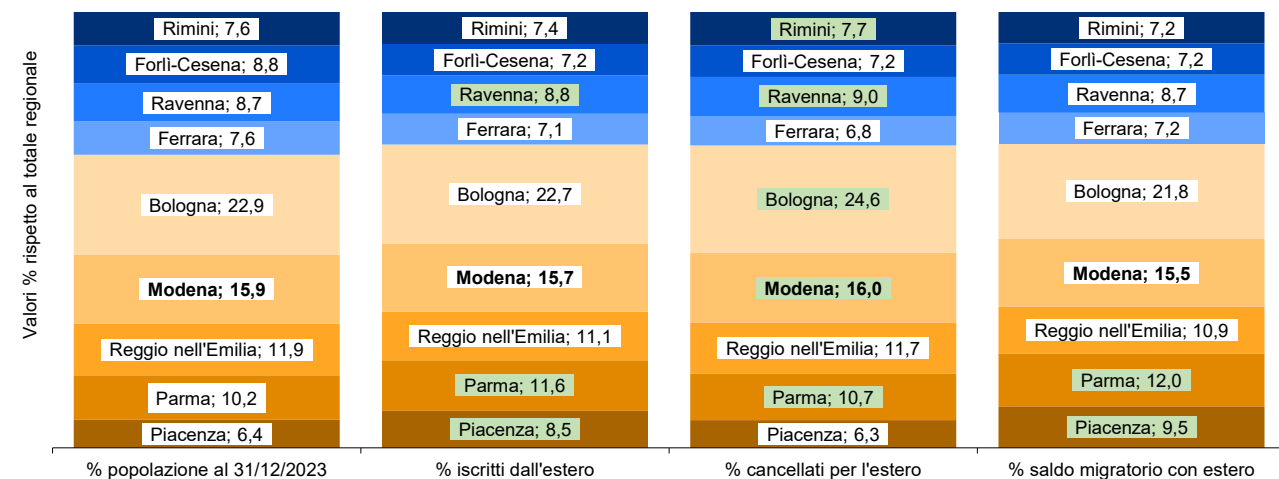 Valori % rispetto al totale regionale
Rimini; 7,6
Forlì-Cesena; 8,8
Ravenna; 8,7
Ferrara; 7,6
Bologna; 22,9
Modena; 15,9
Reggio nell'Emilia; 11,9
Parma; 10,2
Piacenza; 6,4
% popolazione al 31/12/2023
Rimini; 7,4
Forlì-Cesena; 7,2
Ravenna; 8,8
Ferrara; 7,1
Bologna; 22,7
Modena; 15,7
Reggio nell'Emilia; 11,1
Parma; 11,6
Piacenza; 8,5
% iscritti dall'estero
Rimini; 7,7
Forlì-Cesena; 7,2
Ravenna; 9,0
Ferrara; 6,8
Bologna; 24,6
Modena; 16,0
Reggio nell'Emilia; 11,7
Parma; 10,7
Piacenza; 6,3
% cancellati per l'estero
Rimini; 7,2
Forlì-Cesena; 7,2
Ravenna; 8,7
Ferrara; 7,2
Bologna; 21,8
Modena; 15,5
Reggio nell'Emilia; 10,9
Parma; 12,0
Piacenza; 9,5
% saldo migratorio con estero